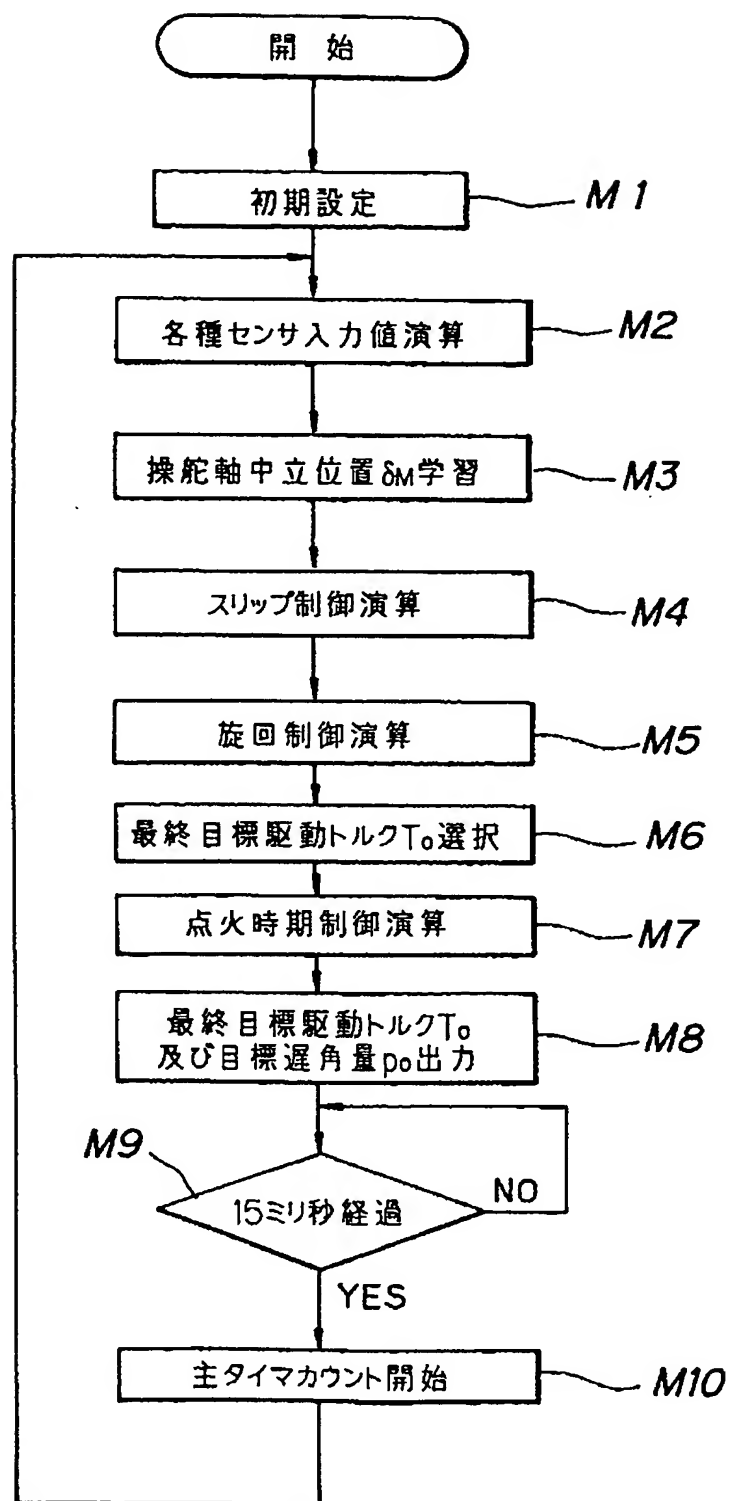 開始
初期設定
M1
各種センサ入力値演算
M2
操舵軸中立位置δM学習
M3
スリップ制御演算
M4
旋回制御演算
M5
最終目標駆動トルクTo選択
M6
点火時期制御演算
M7
最終目標駆動トルクTo
及び目標遅角量po出力
M8
M9
15ミリ秒経過
NO
YES
主タイマカウント開始
M10